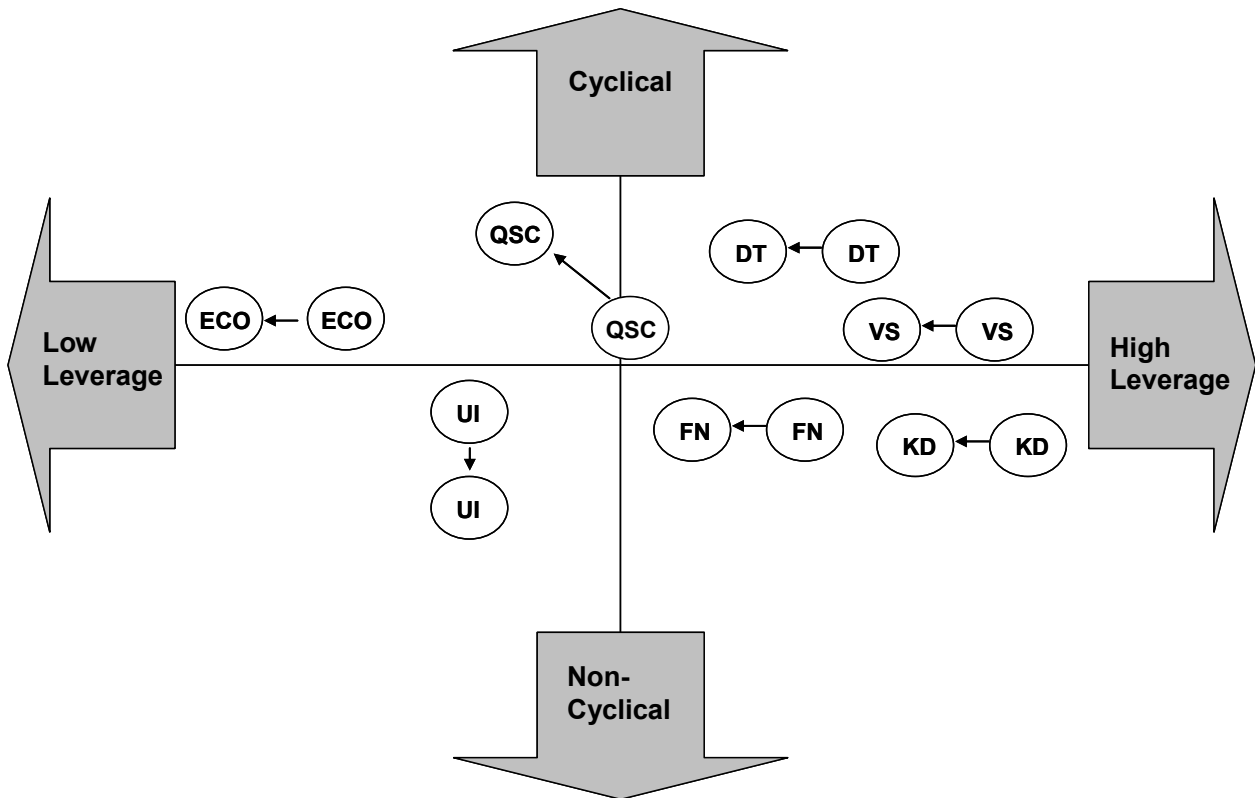 Cyclical
QSC
DT DT
ECO ECO
QSC
VS VS
Low
Leverage
High
Leverage
UI
FN FN
KD KD
UI
Non-
Cyclical